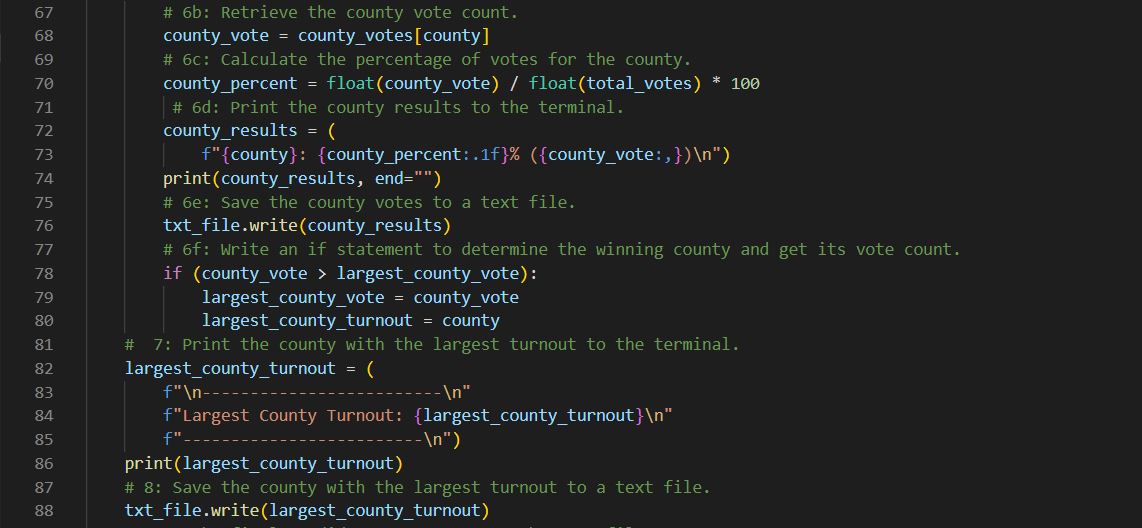 67 # 6b: Retrieve the county vote count.
68 county_vote = county_votes[county]
69 # 6c: Calculate the percentage of votes for the county.
70 county_percent = float(county_vote) / float(total_votes) * 100
71 # 6d: Print the county results to the terminal.
72 county_results = (
73 f"{county}: {county_percent:.1f}% ({county_vote:,})\n")
74 print(county_results, end="")
75 # 6e: Save the county votes to a text file.
76 txt_file.write(county_results)
77 # 6f: Write an if statement to determine the winning county and get its vote count.
78 if (county_vote > largest_county_vote):
79 largest_county_vote = county_vote
80 largest_county_turnout = county
81 #  7: Print the county with the largest turnout to the terminal.
82 largest_county_turnout = (
83 f"\n-------------------------\n"
84 f"Largest County Turnout: {largest_county_turnout}\n"
85 f"-------------------------\n")
86 print(largest_county_turnout)
87 # 8: Save the county with the largest turnout to a text file.
88 txt_file.write(largest_county_turnout)